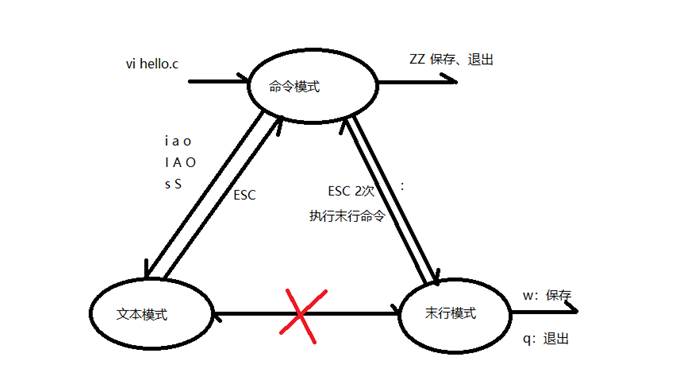 vi hello.c
命令模式
ZZ 保存、退出
i a o
I A O
s S
ESC
ESC 2次
执行末行命令
:
文本模式
末行模式
w：保存
q：退出